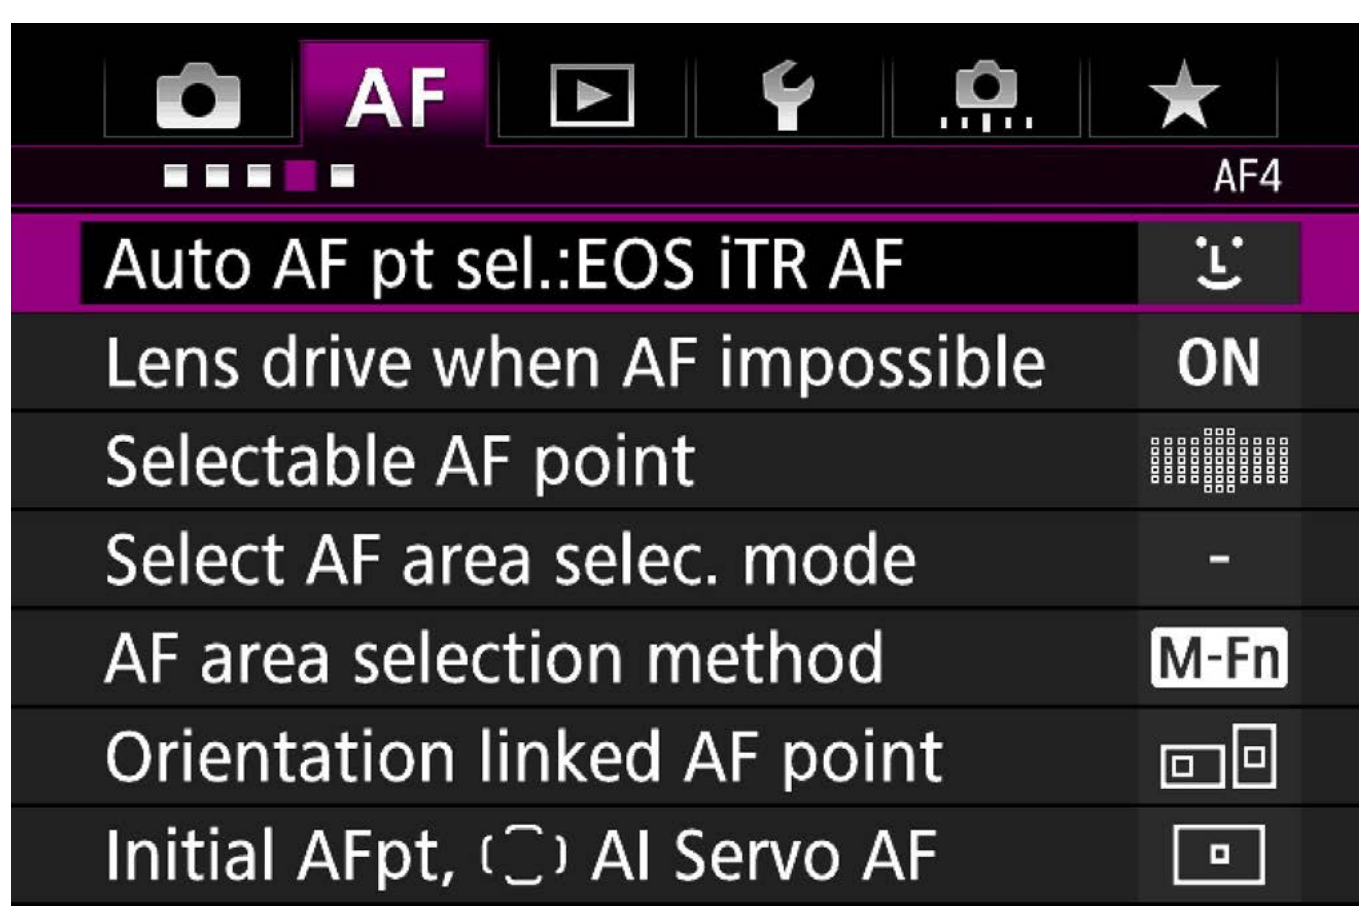 AF
AF4
Auto AF pt sel.:EOS iTR AF
Lens drive when AF impossible ON
Selectable AF point
Select AF area selec. mode -
AF area selection method M-Fn
Orientation linked AF point
Initial AFpt, AI Servo AF